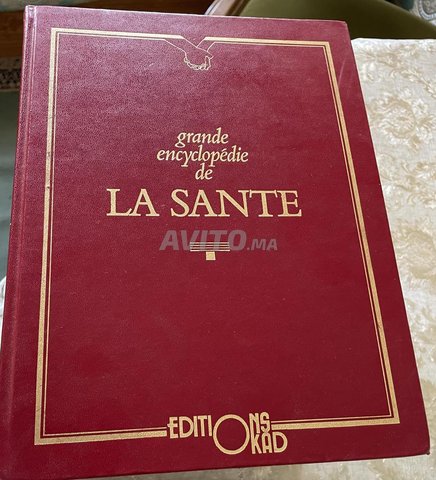 grande
encyclopédie
de
LA SANTE
AVITO.MA
EDITIONS
KAD